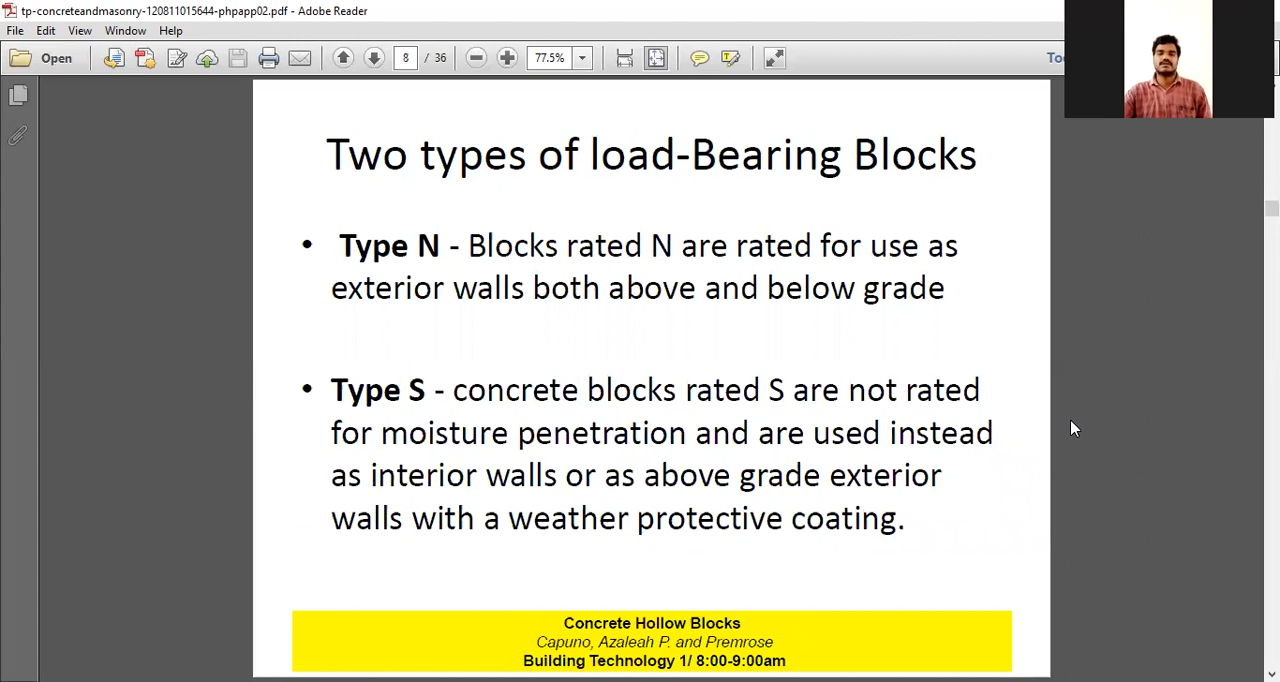 tp-concreteandmasonry-120811015644-phpapp02.pdf - Adobe Reader
File Edit View Window Help
Open 8 / 36 77.5%
Two types of load-Bearing Blocks
• Type N - Blocks rated N are rated for use as
exterior walls both above and below grade
• Type S - concrete blocks rated S are not rated
for moisture penetration and are used instead
as interior walls or as above grade exterior
walls with a weather protective coating.
Concrete Hollow Blocks
Capuno, Azaleah P. and Premrose
Building Technology 1/ 8:00-9:00am